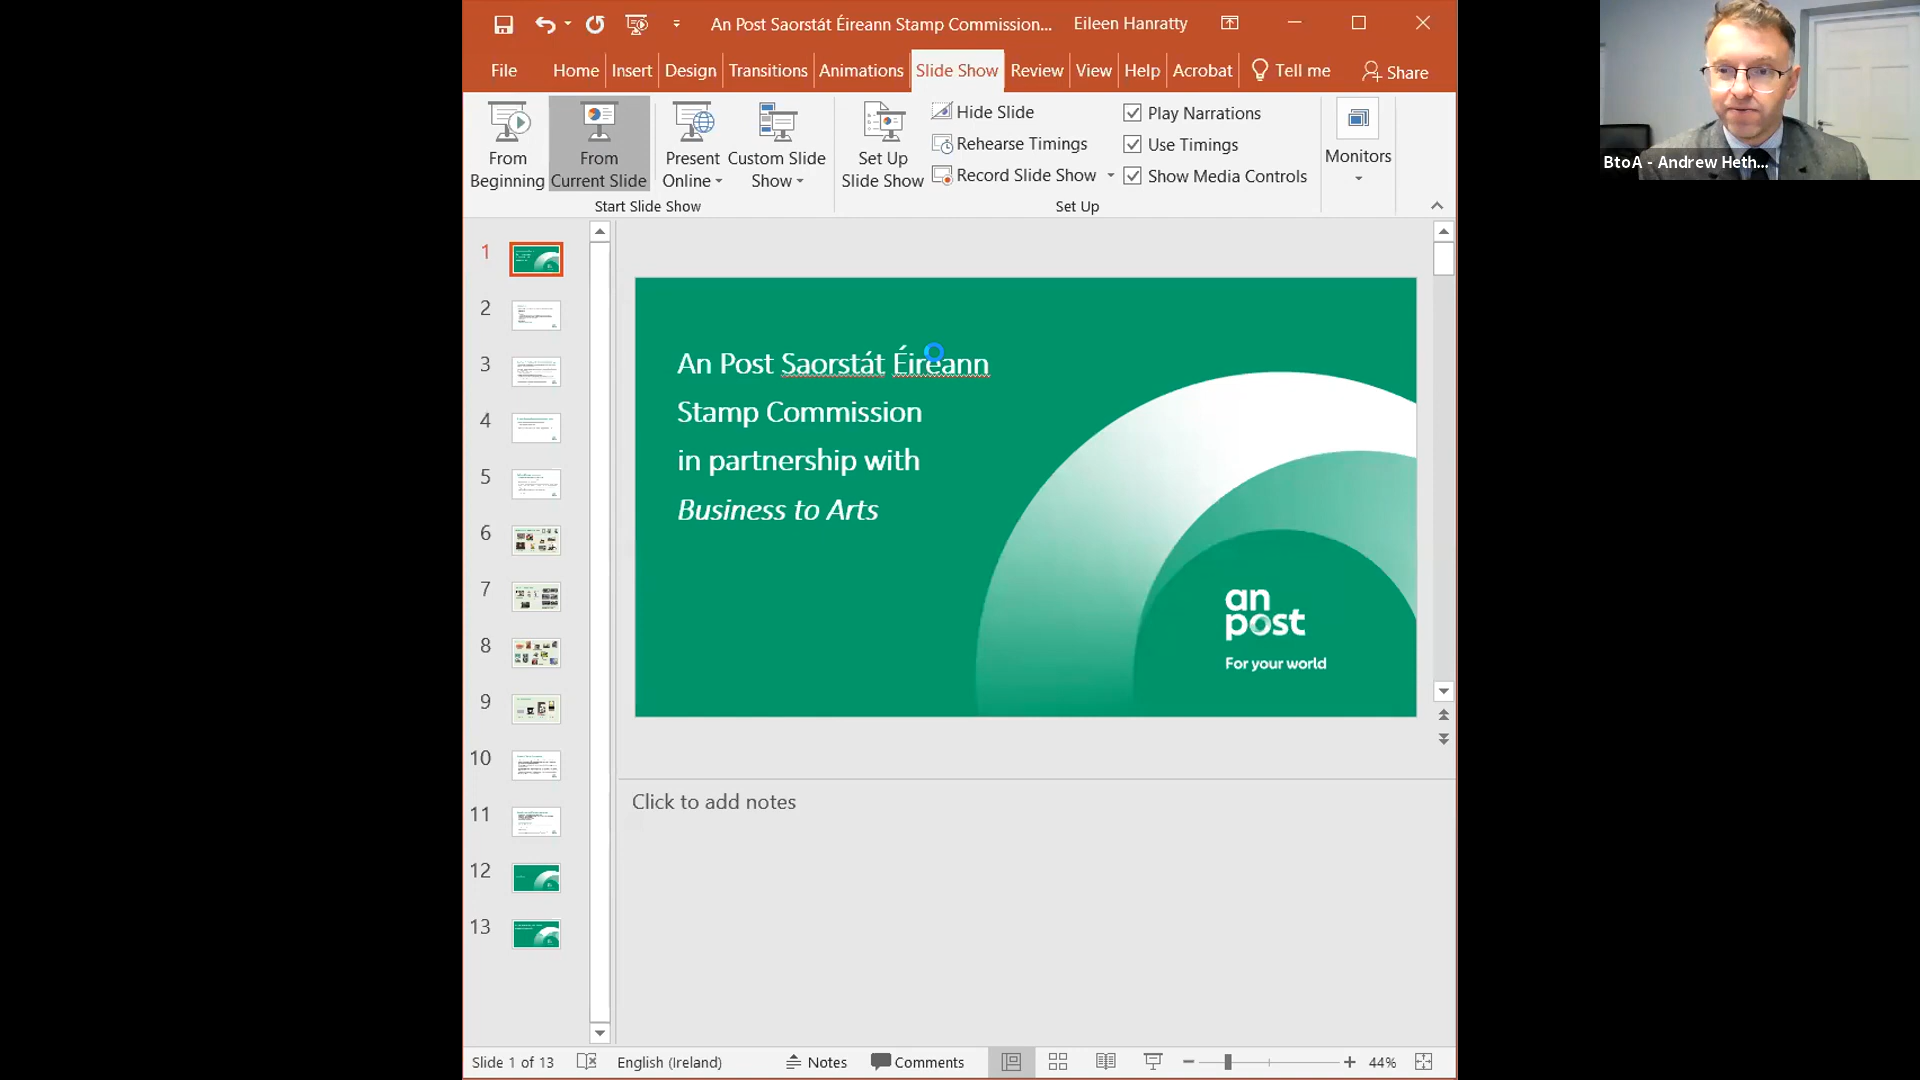 An Post Saorstát Éireann Stamp Commission...
Eileen Hanratty
File
Home
Insert
Design
Transitions
Animations
Slide Show
Review
View
Help
Acrobat
Tell me
Share
From
Beginning
From
Current Slide
Present
Online
Custom Slide
Show
Set Up
Slide Show
Hide Slide
Rehearse Timings
Record Slide Show
Play Narrations
Use Timings
Show Media Controls
Monitors
Start Slide Show
Set Up
BtoA - Andrew Heth...
1
2
3
4
5
6
7
8
9
10
11
12
13
An Post Saorstát Éireann
Stamp Commission
in partnership with
Business to Arts
an
post
For your world
Click to add notes
Slide 1 of 13
English (Ireland)
Notes
Comments
44%